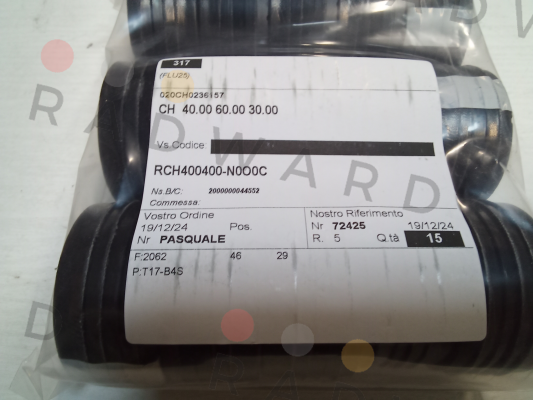 317
(FLU25)
020CH0236157
CH 40.00 60.00 30.00
Vs.Codice
RCH400400-N0O0C
Ns.B/C: 2000000044552
Commessa:
Vostro Ordine Nostro Riferimento
19/12/24 Pos. Nr 72425 19/12/24
Nr PASQUALE R. 5 Q.tà 15
F:2062 46 29
P:T17-B4S
RADWARD